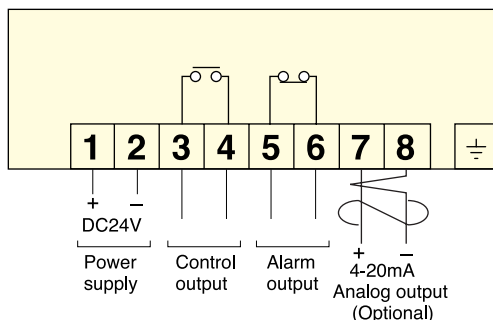 1 2 3 4 5 6 7 8
+ −
DC24V
Power
supply
Control
output
Alarm
output
+ −
4-20mA
Analog output
(Optional)